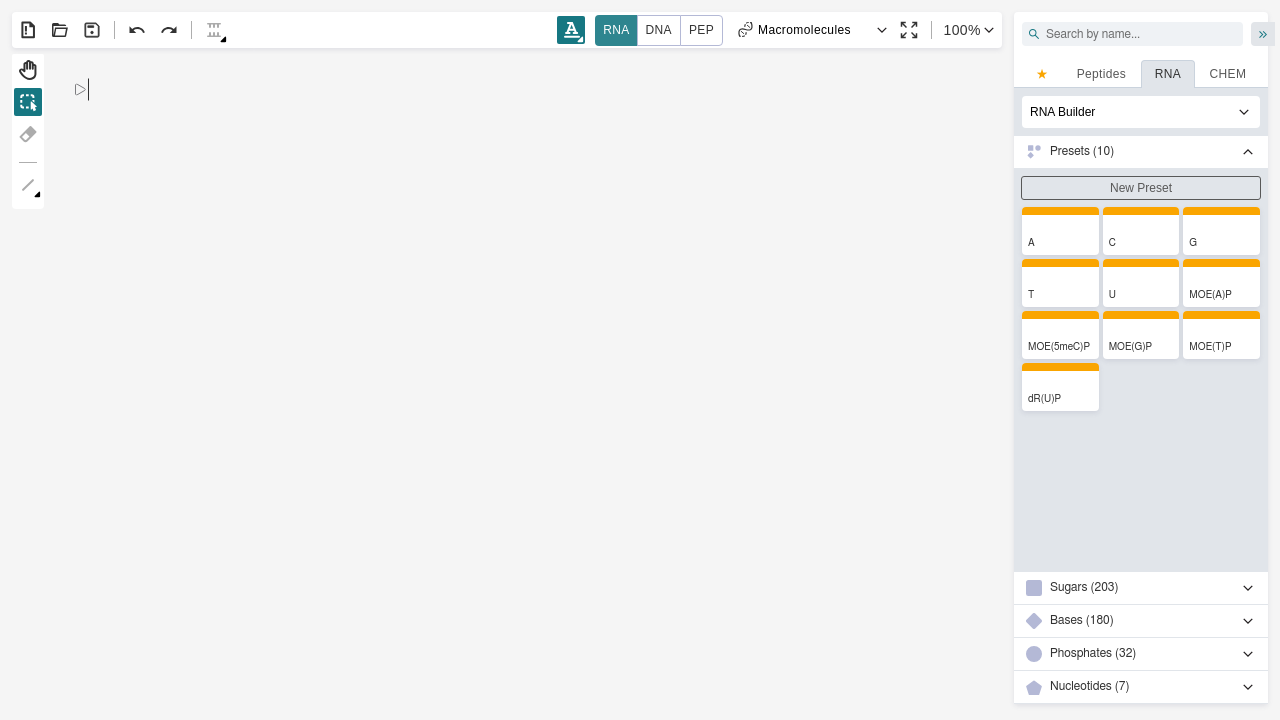 RNA DNA PEP Macromolecules 100%
Search by name...
★ Peptides RNA CHEM
RNA Builder
Presets (10)
New Preset
A C G
T U MOE(A)P
MOE(5meC)P MOE(G)P MOE(T)P
dR(U)P
Sugars (203)
Bases (180)
Phosphates (32)
Nucleotides (7)